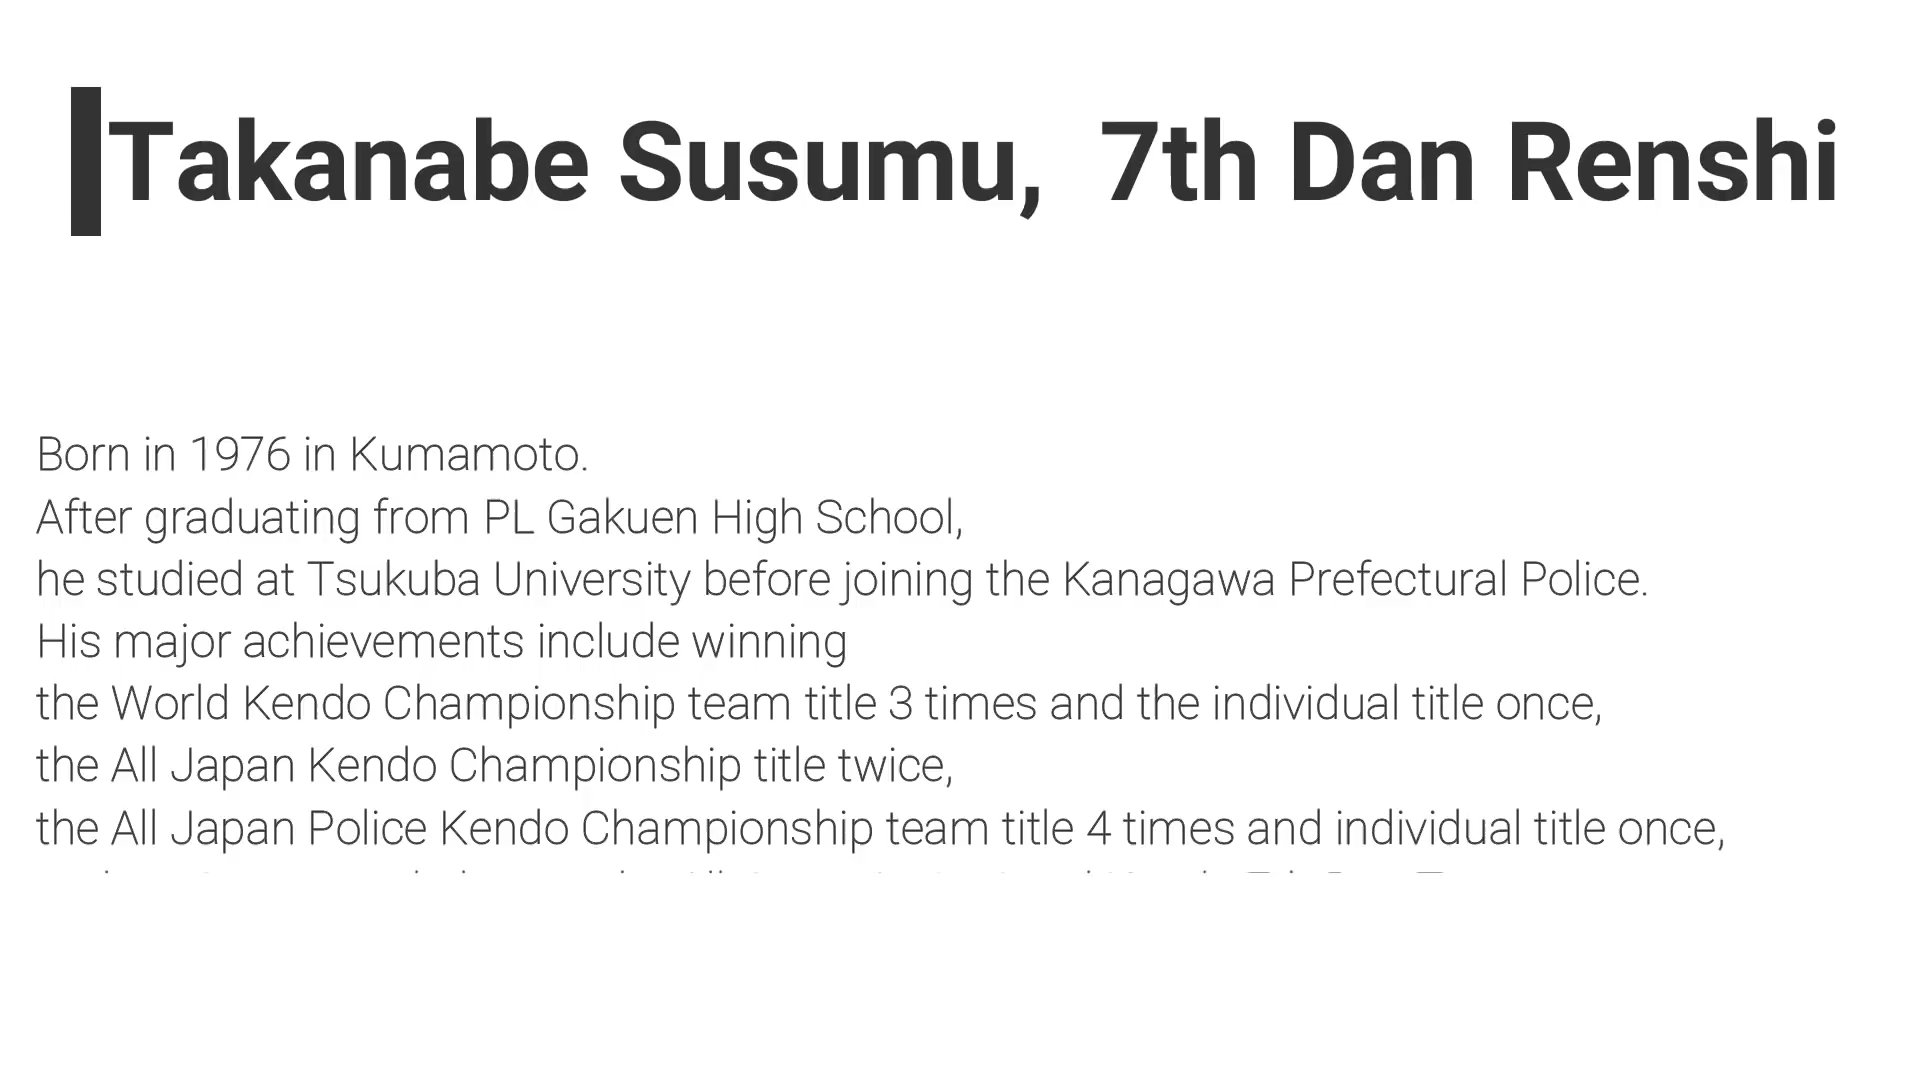 Takanabe Susumu,  7th Dan Renshi
Born in 1976 in Kumamoto.
After graduating from PL Gakuen High School,
he studied at Tsukuba University before joining the Kanagawa Prefectural Police.
His major achievements include winning
the World Kendo Championship team title 3 times and the individual title once,
the All Japan Kendo Championship title twice,
the All Japan Police Kendo Championship team title 4 times and individual title once,